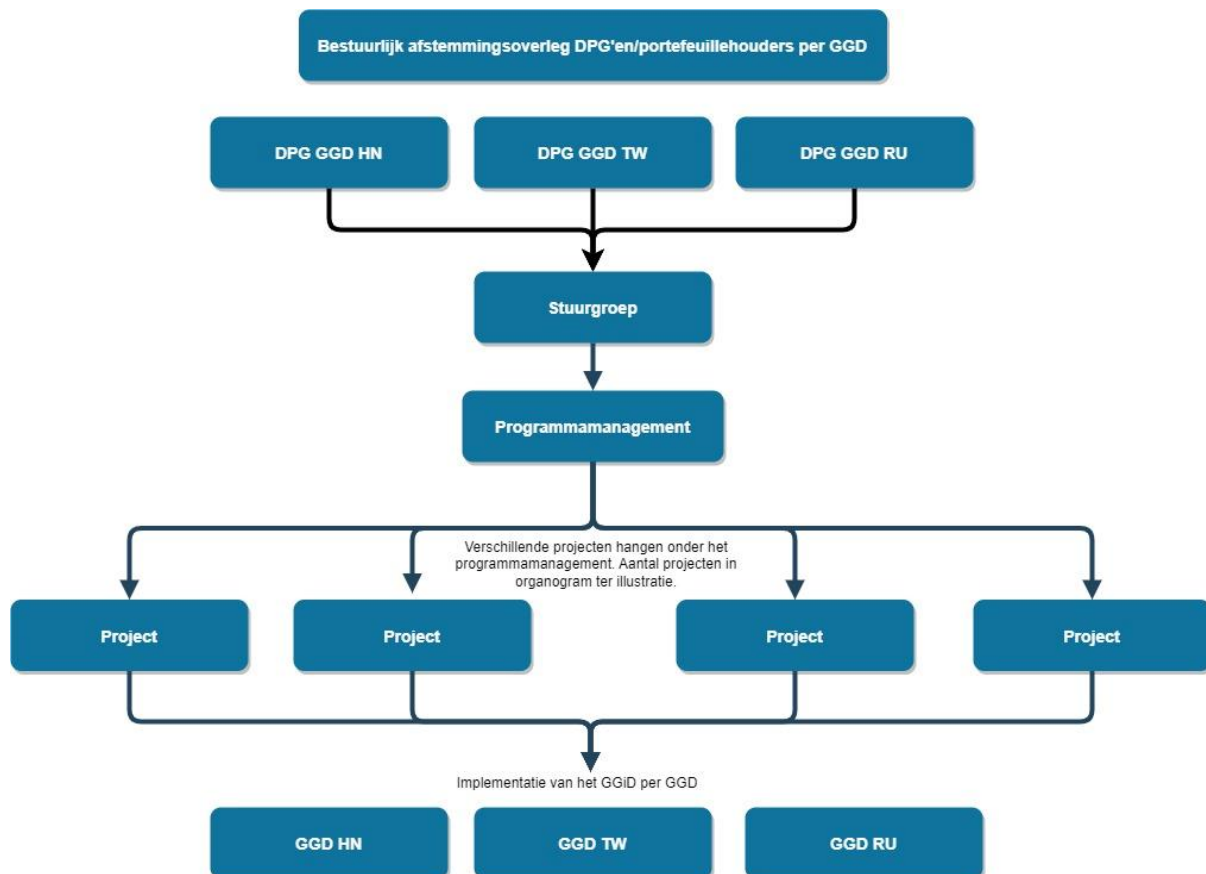 Bestuurlijk afstemmingsoverleg DPG'en/portefeuillehouders per GGD
DPG GGD HN
DPG GGD TW
DPG GGD RU
Stuurgroep
Programmamanagement
Verschillende projecten hangen onder het
programmamanagement. Aantal projecten in
organogram ter illustratie.
Project
Project
Project
Project
Implementatie van het GGiD per GGD
GGD HN
GGD TW
GGD RU